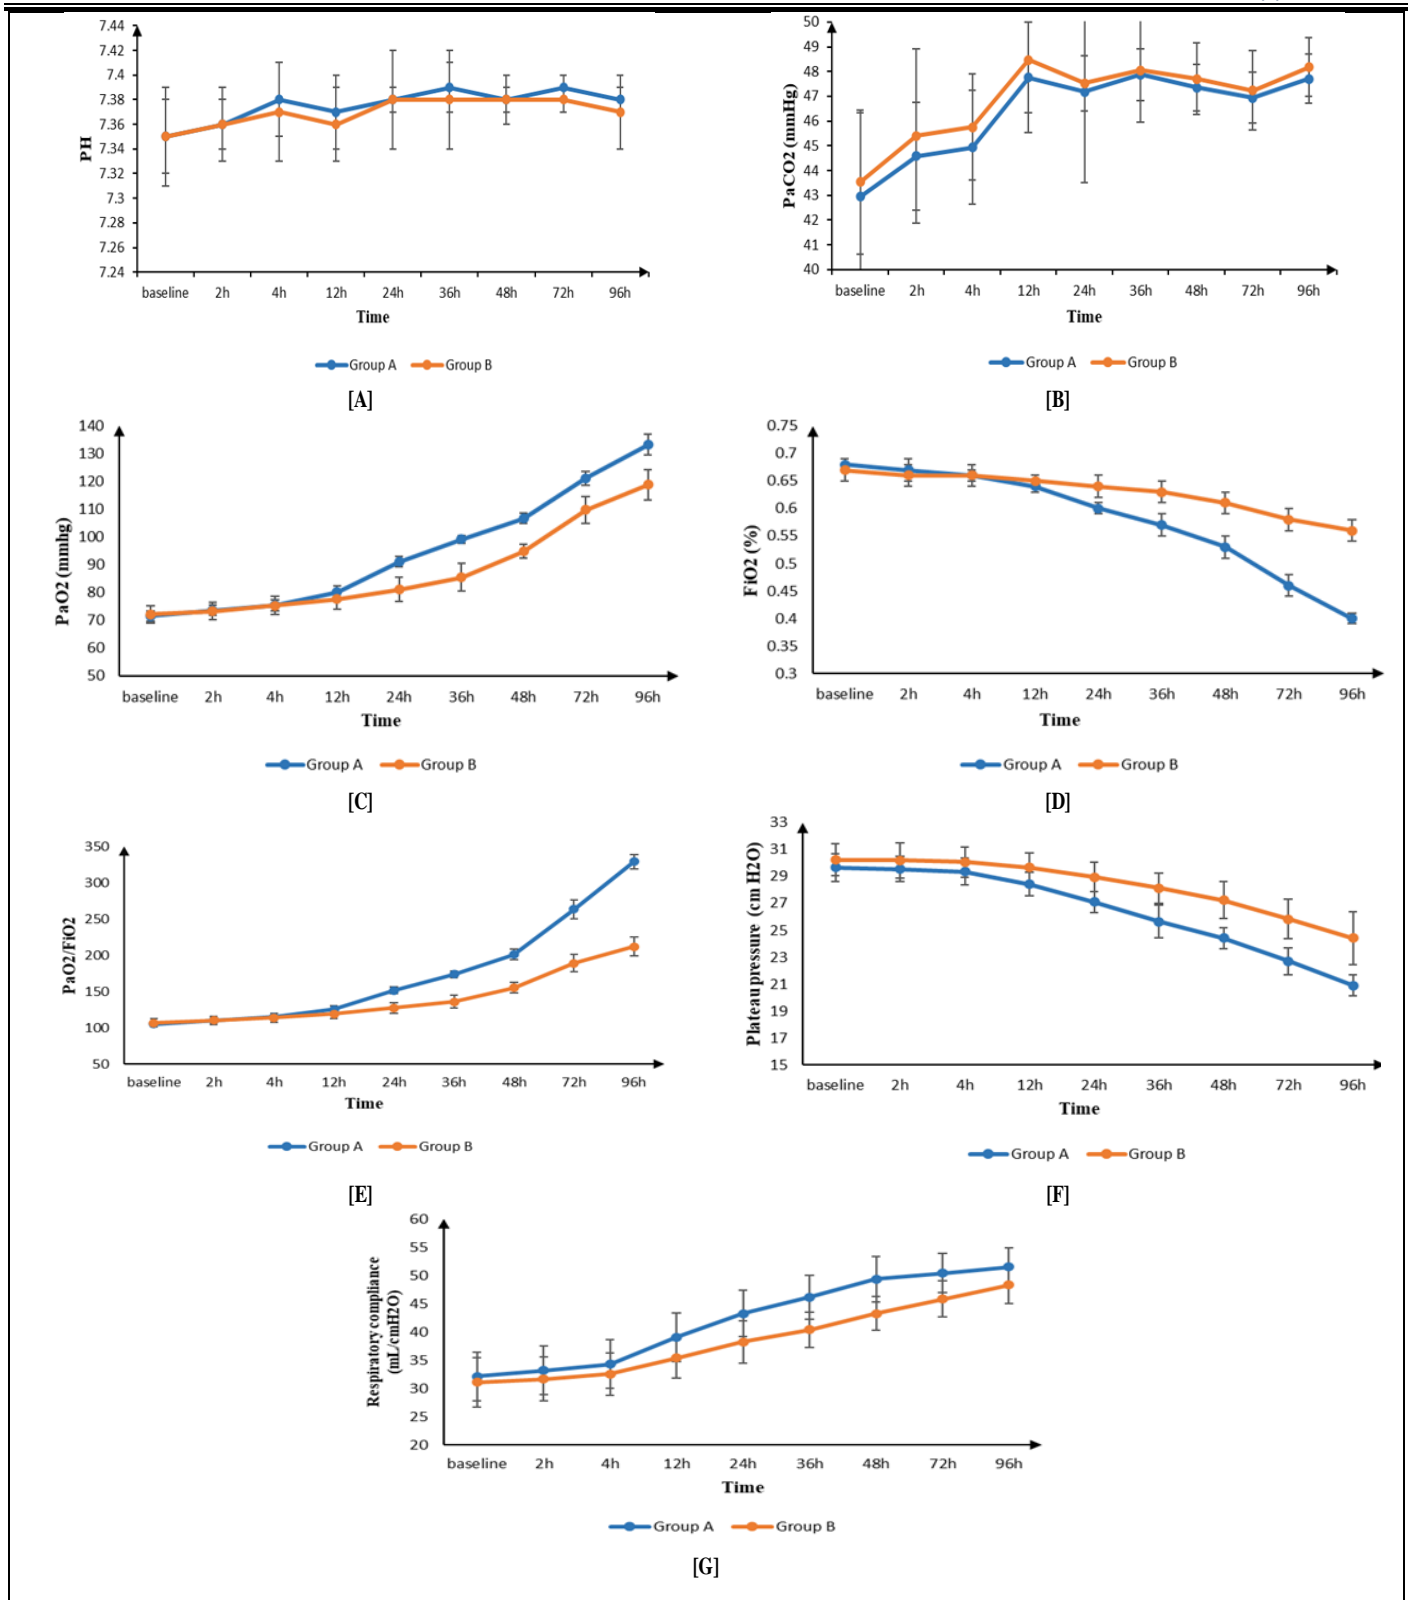 7.44
7.42
7.4
7.38
7.36
7.34
7.32
7.3
7.28
7.26
7.24
PH
baseline 2h 4h 12h 24h 36h 48h 72h 96h
Time
Group A Group B
[A]
50
49
48
47
46
45
44
43
42
41
40
PaCO2 (mmHg)
baseline 2h 4h 12h 24h 36h 48h 72h 96h
Time
Group A Group B
[B]
140
130
120
110
100
90
80
70
60
50
PaO2 (mmhg)
baseline 2h 4h 12h 24h 36h 48h 72h 96h
Time
Group A Group B
[C]
0.75
0.7
0.65
0.6
0.55
0.5
0.45
0.4
0.35
0.3
FiO2 (%)
baseline 2h 4h 12h 24h 36h 48h 72h 96h
Time
Group A Group B
[D]
350
300
250
200
150
100
50
PaO2/FiO2
baseline 2h 4h 12h 24h 36h 48h 72h 96h
Time
Group A Group B
[E]
33
31
29
27
25
23
21
19
17
15
Plateaupressure (cm H2O)
baseline 2h 4h 12h 24h 36h 48h 72h 96h
Time
Group A Group B
[F]
60
55
50
45
40
35
30
25
20
Respiratory compliance
(mL/cmH2O)
baseline 2h 4h 12h 24h 36h 48h 72h 96h
Time
Group A Group B
[G]